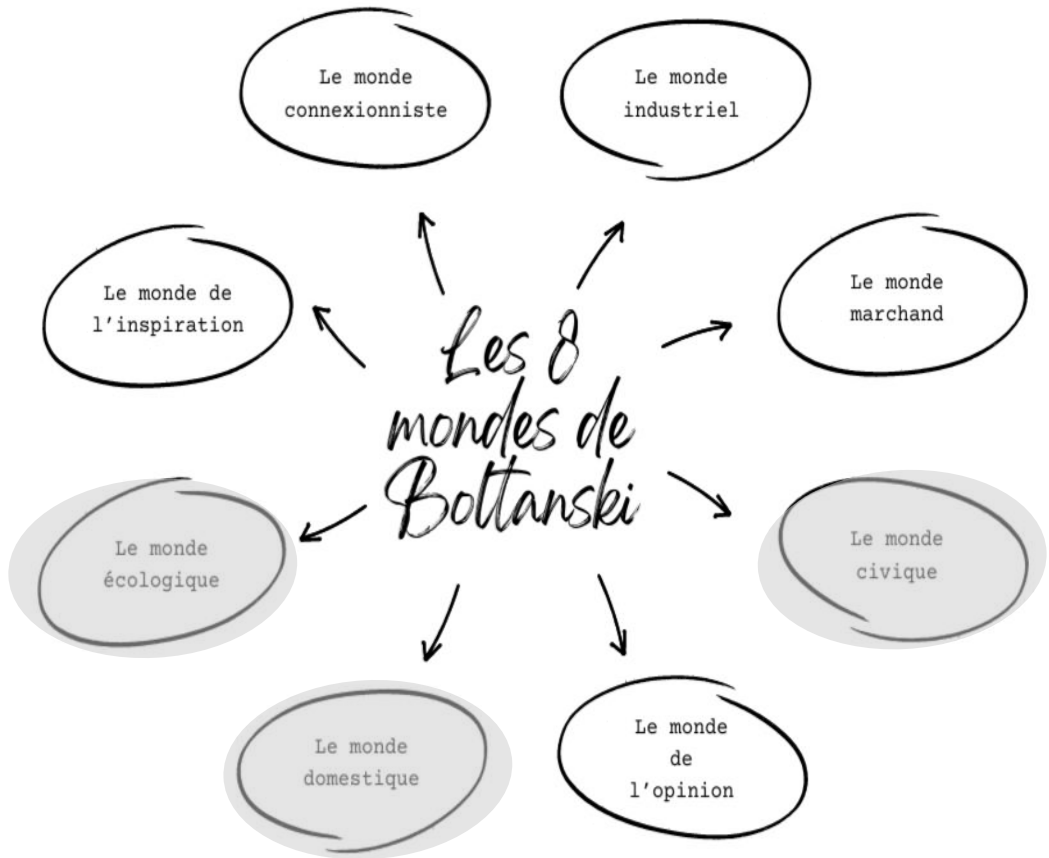 Le monde
connexionniste
Le monde
industriel
Le monde de
l'inspiration
Le monde
marchand
Les 8
mondes de
Boltanski
Le monde
écologique
Le monde
civique
Le monde
domestique
Le monde
de
l'opinion